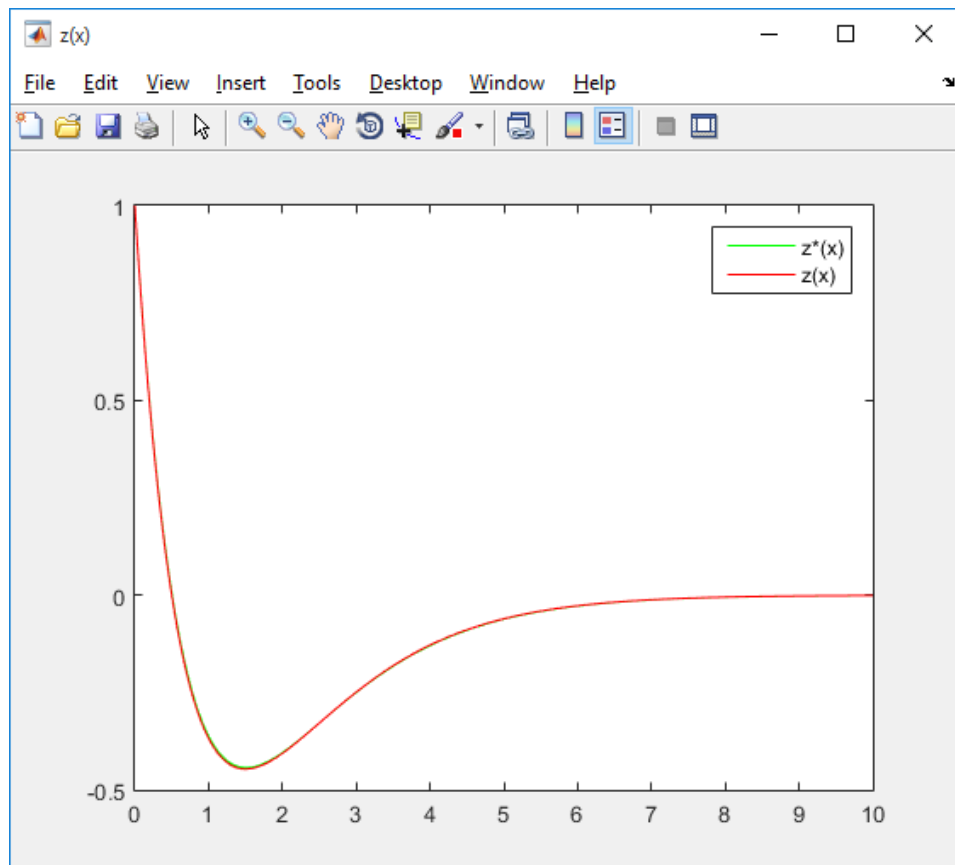 z(x)
File Edit View Insert Tools Desktop Window Help
1
z*(x)
z(x)
0.5
0
-0.5
0 1 2 3 4 5 6 7 8 9 10